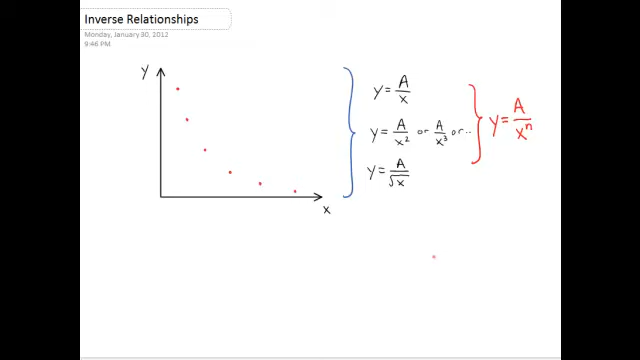 Inverse Relationships
Monday, January 30, 2012
9:46 PM
y
x
y = A/x
y = A/x² or A/x³ or ..
y = A/√x
y = A/xⁿ